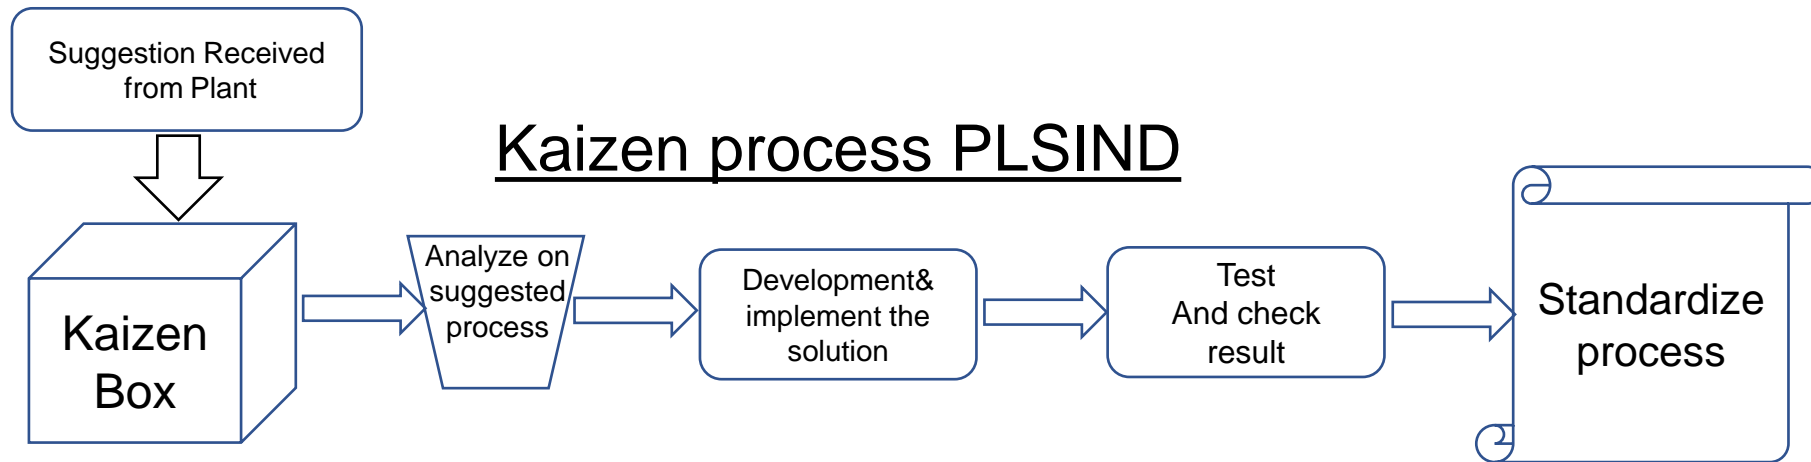 Suggestion Received
from Plant
Kaizen process PLSIND
Kaizen
Box
Analyze on
suggested
process
Development&
implement the
solution
Test
And check
result
Standardize
process